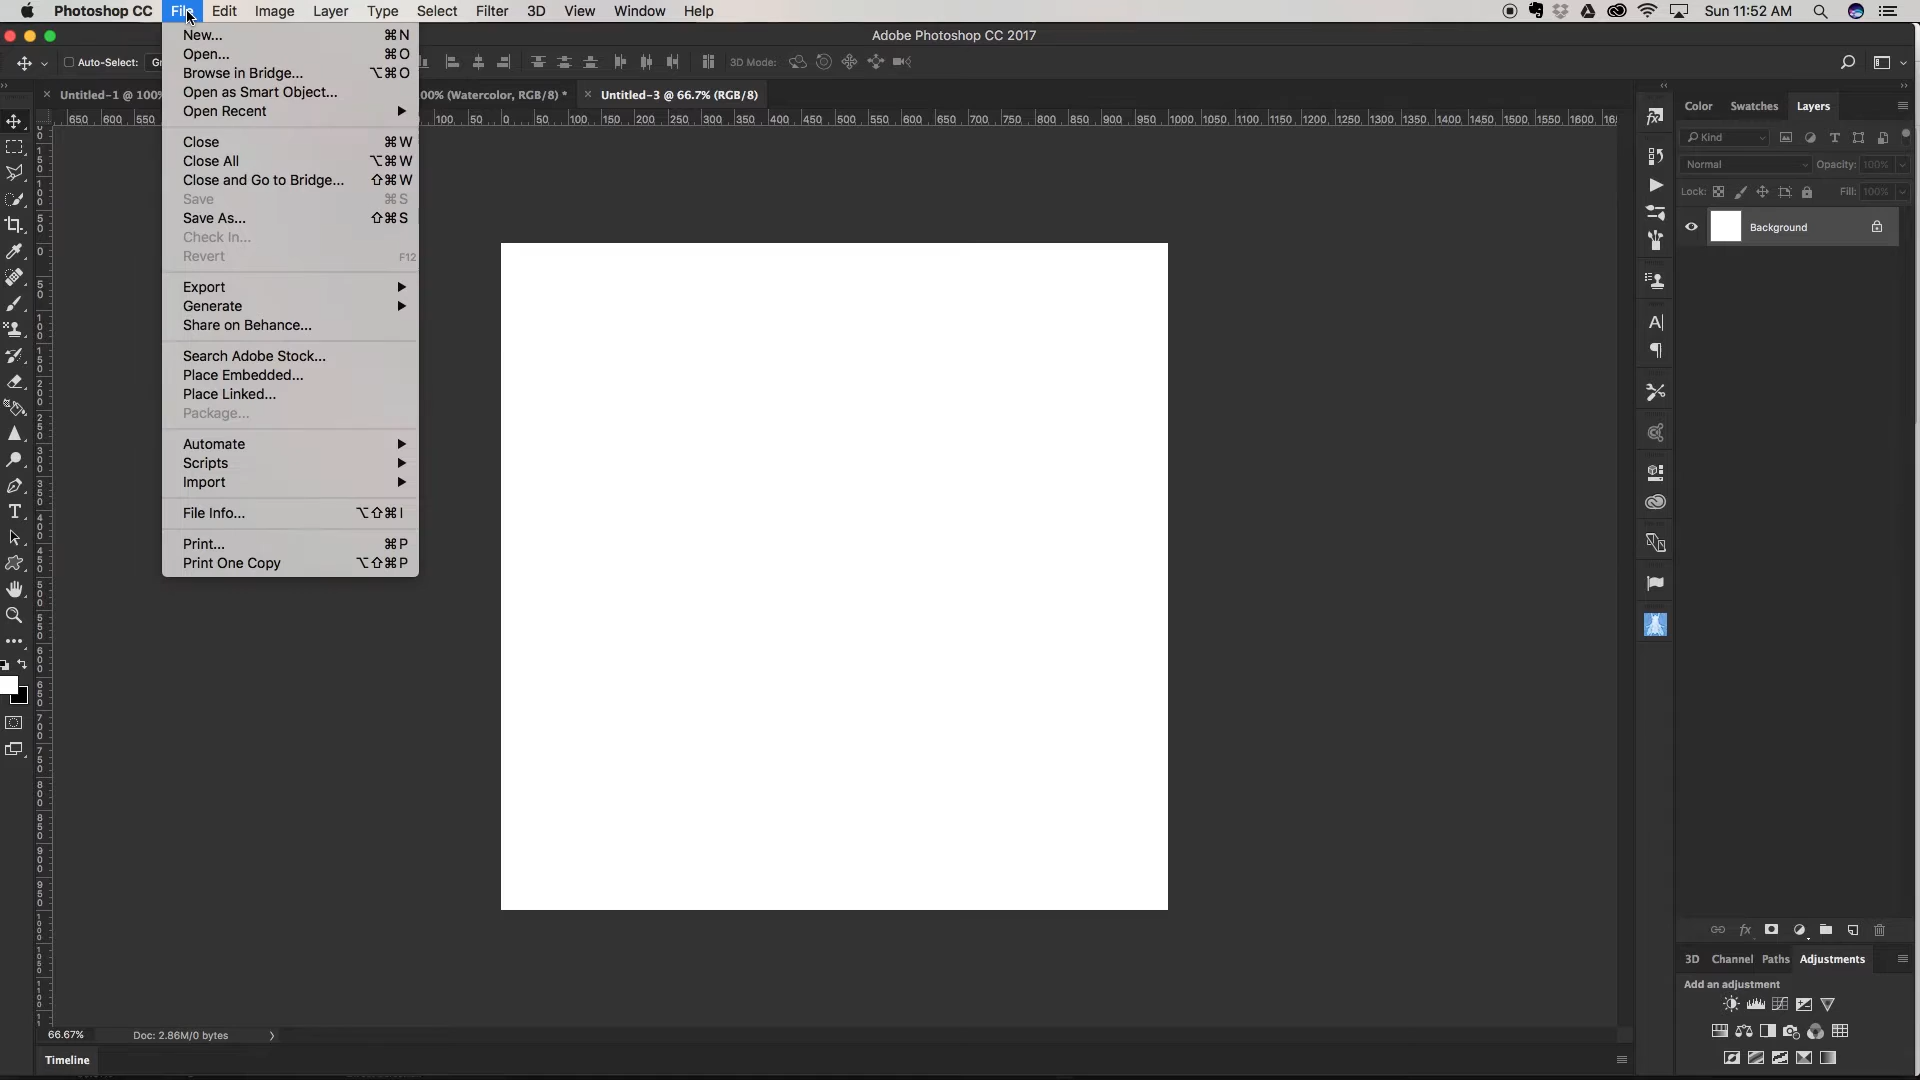 Photoshop CC File Edit Image Layer Type Select Filter 3D View Window Help Sun 11:52 AM
Adobe Photoshop CC 2017
Auto-Select: 3D Mode:
Untitled-1 @ 100% (Watercolor, RGB/8) * Untitled-3 @ 66.7% (RGB/8)
New... ⌘N
Open... ⌘O
Browse in Bridge... ⌥⌘O
Open as Smart Object...
Open Recent
Close ⌘W
Close All ⌥⌘W
Close and Go to Bridge... ⇧⌘W
Save ⌘S
Save As... ⇧⌘S
Check In...
Revert F12
Export
Generate
Share on Behance...
Search Adobe Stock...
Place Embedded...
Place Linked...
Package...
Automate
Scripts
Import
File Info... ⌥⇧⌘I
Print... ⌘P
Print One Copy ⌥⇧⌘P
650 600 550 100 50 0 50 100 150 200 250 300 350 400 450 500 550 600 650 700 750 800 850 900 950 1000 1050 1100 1150 1200 1250 1300 1350 1400 1450 1500 1550 1600
Color Swatches Layers
Kind
Normal Opacity: 100%
Lock: Fill: 100%
Background
3D Channel Paths Adjustments
Add an adjustment
66.67% Doc: 2.86M/0 bytes
Timeline